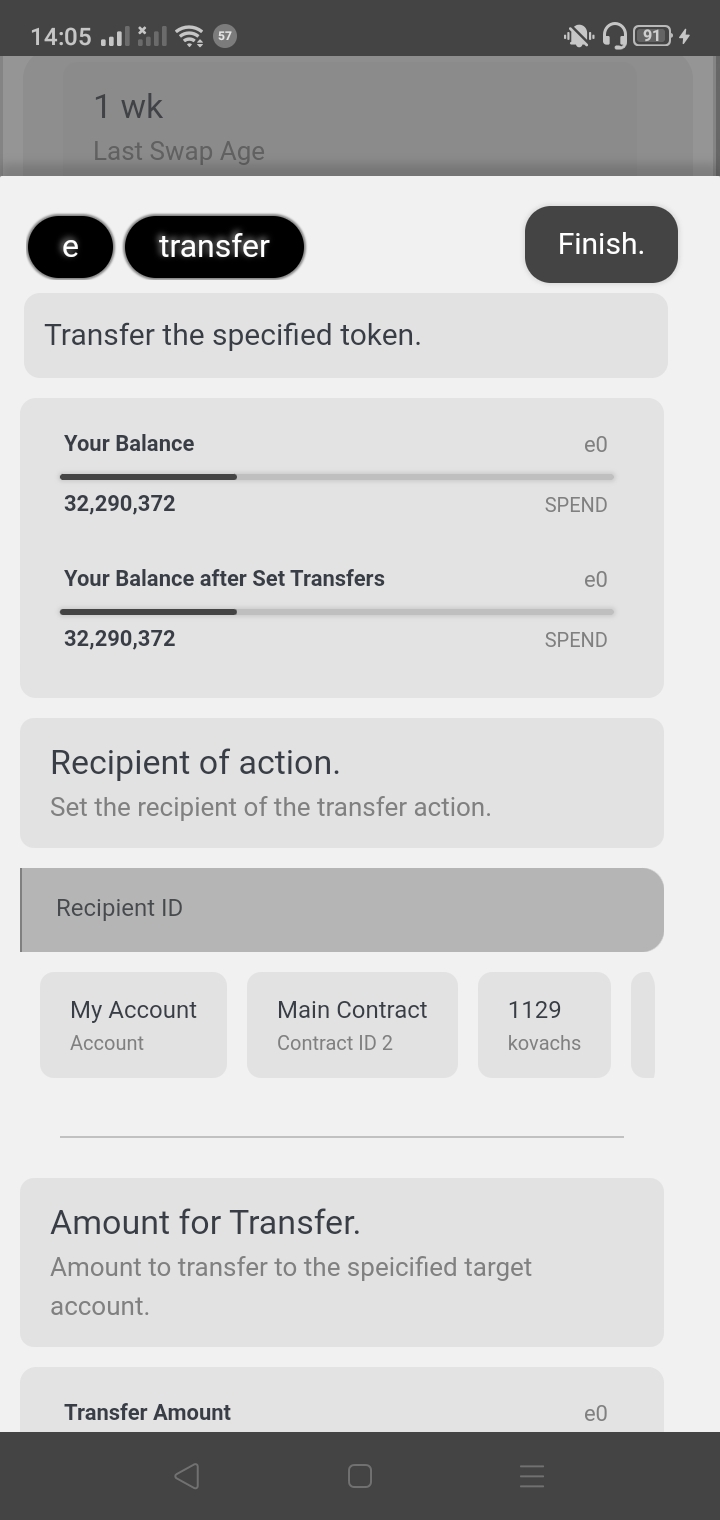 14:05 57 91
1 wk
Last Swap Age
e transfer Finish.
Transfer the specified token.
Your Balance e0
32,290,372 SPEND
Your Balance after Set Transfers e0
32,290,372 SPEND
Recipient of action.
Set the recipient of the transfer action.
Recipient ID
My Account Main Contract 1129
Account Contract ID 2 kovachs
Amount for Transfer.
Amount to transfer to the speicified target
account.
Transfer Amount e0